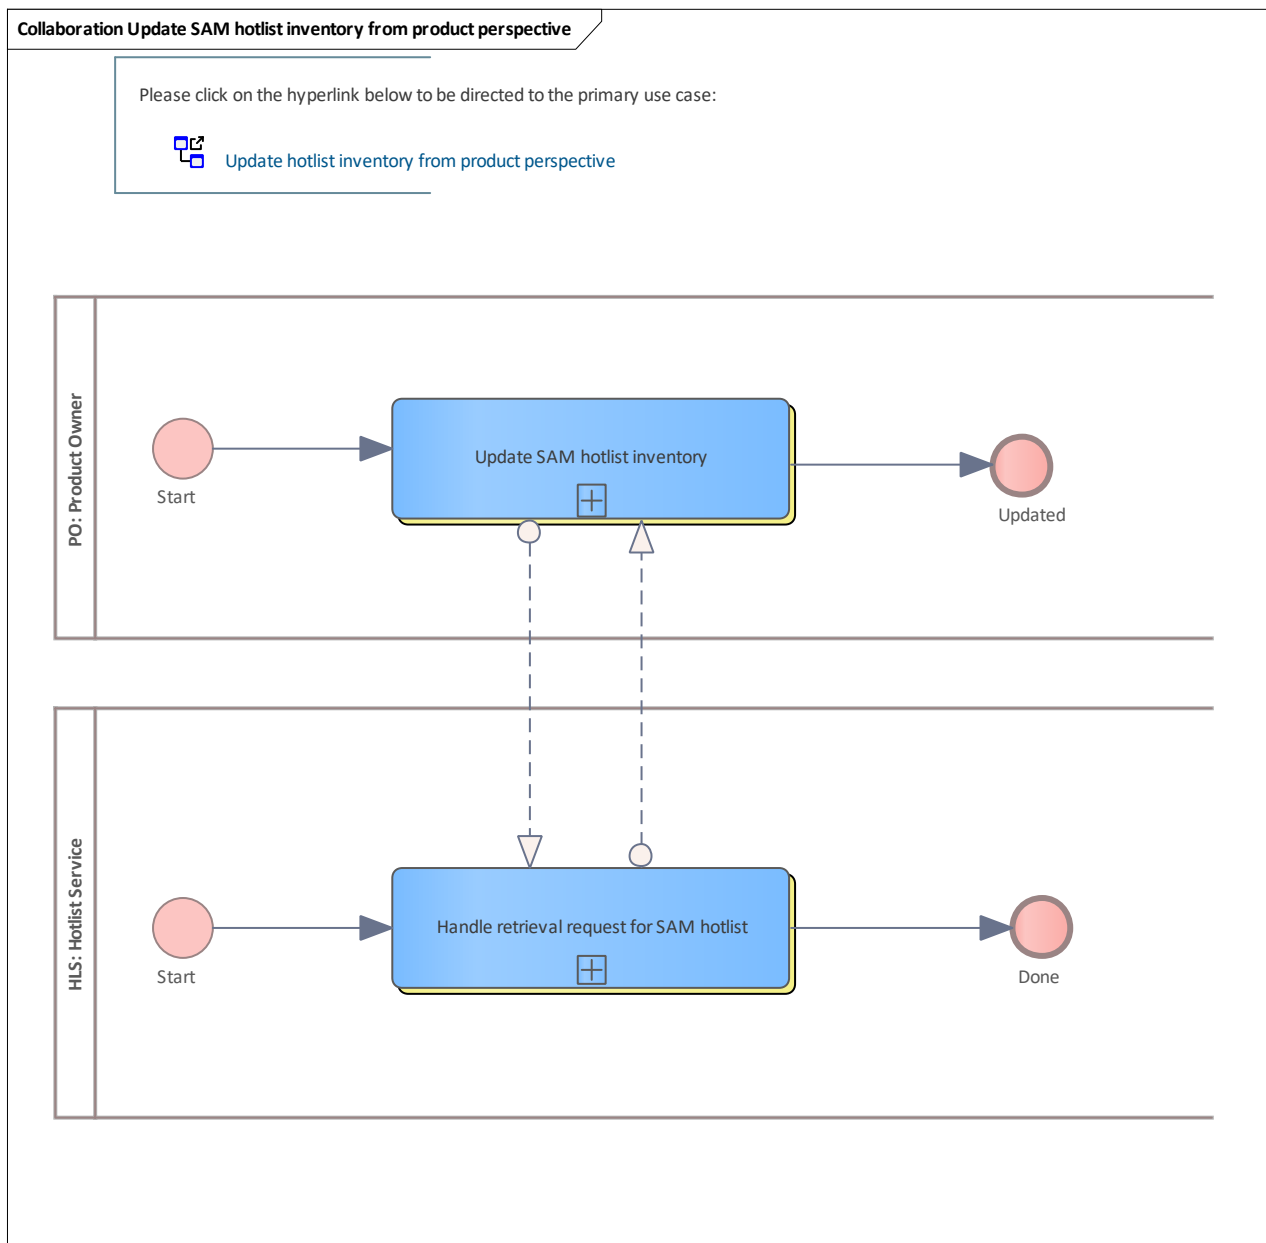 Collaboration Update SAM hotlist inventory from product perspective
Please click on the hyperlink below to be directed to the primary use case:
Update hotlist inventory from product perspective
PO: Product Owner
Start
Update SAM hotlist inventory
Updated
HLS: Hotlist Service
Start
Handle retrieval request for SAM hotlist
Done